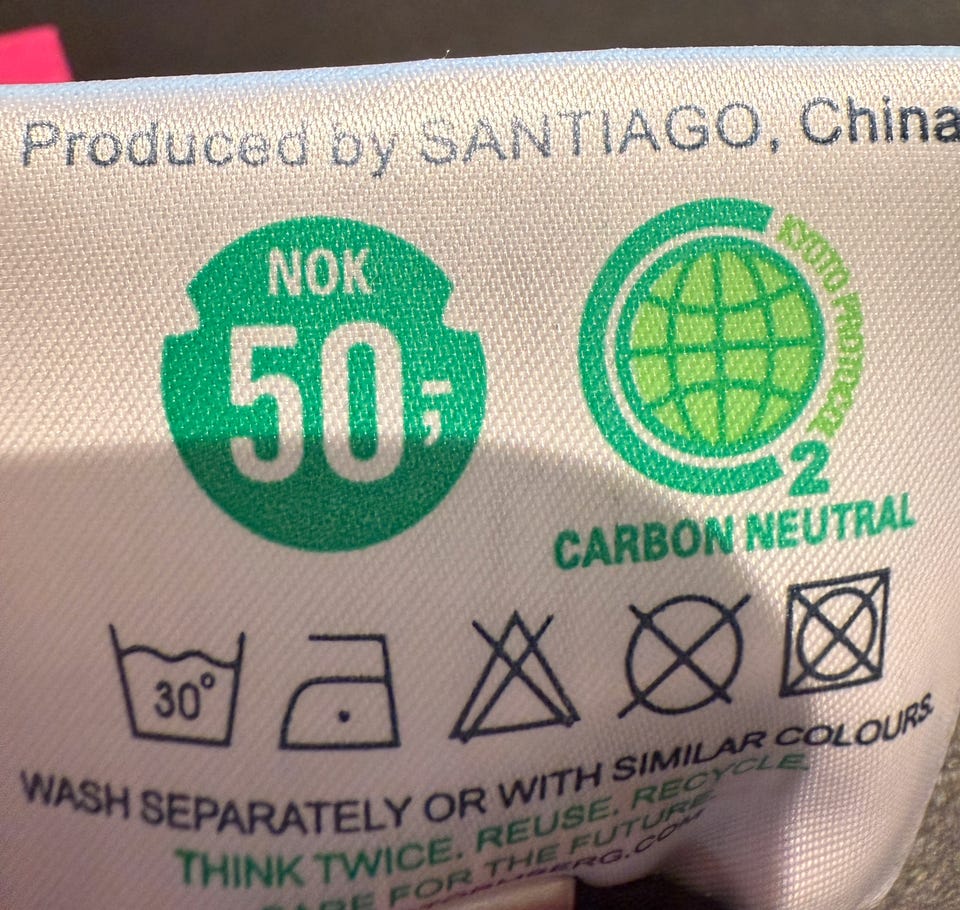 Produced by SANTIAGO, China
NOK
50,-
KYOTO PROTOCOL
2
CARBON NEUTRAL
30°
WASH SEPARATELY OR WITH SIMILAR COLOURS.
THINK TWICE. REUSE. RECYCLE.
FOR THE FUTURE